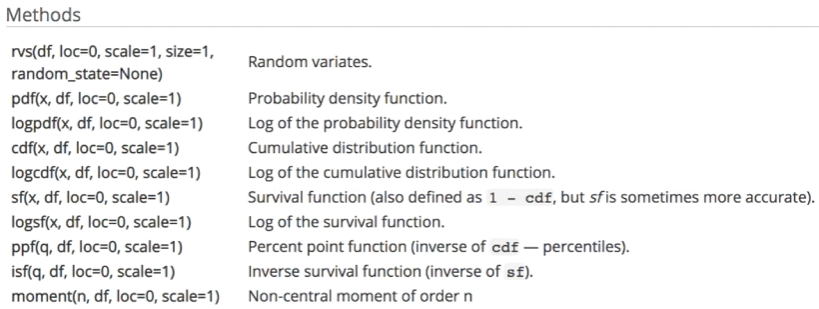 Methods
rvs(df, loc=0, scale=1, size=1, random_state=None) Random variates.
pdf(x, df, loc=0, scale=1) Probability density function.
logpdf(x, df, loc=0, scale=1) Log of the probability density function.
cdf(x, df, loc=0, scale=1) Cumulative distribution function.
logcdf(x, df, loc=0, scale=1) Log of the cumulative distribution function.
sf(x, df, loc=0, scale=1) Survival function (also defined as 1 - cdf, but sf is sometimes more accurate).
logsf(x, df, loc=0, scale=1) Log of the survival function.
ppf(q, df, loc=0, scale=1) Percent point function (inverse of cdf — percentiles).
isf(q, df, loc=0, scale=1) Inverse survival function (inverse of sf).
moment(n, df, loc=0, scale=1) Non-central moment of order n